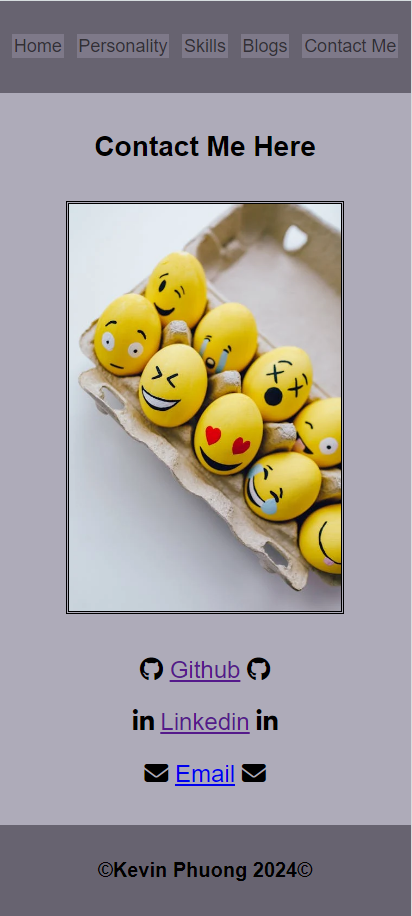 Home Personality Skills Blogs Contact Me
Contact Me Here
Github
in Linkedin in
Email
©Kevin Phuong 2024©